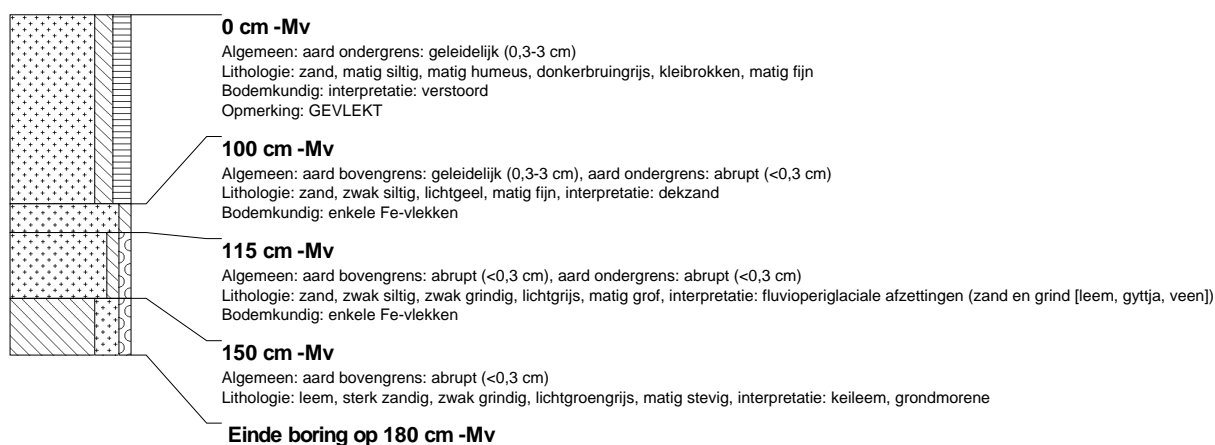 0 cm -Mv
Algemeen: aard ondergrens: geleidelijk (0,3-3 cm)
Lithologie: zand, matig siltig, matig humeus, donkerbruingrijs, kleibrokken, matig fijn
Bodemkundig: interpretatie: verstoord
Opmerking: GEVLEKT
100 cm -Mv
Algemeen: aard bovengrens: geleidelijk (0,3-3 cm), aard ondergrens: abrupt (<0,3 cm)
Lithologie: zand, zwak siltig, lichtgeel, matig fijn, interpretatie: dekzand
Bodemkundig: enkele Fe-vlekken
115 cm -Mv
Algemeen: aard bovengrens: abrupt (<0,3 cm), aard ondergrens: abrupt (<0,3 cm)
Lithologie: zand, zwak siltig, zwak grindig, lichtgrijs, matig grof, interpretatie: fluvioperiglaciale afzettingen (zand en grind [leem, gyttja, veen])
Bodemkundig: enkele Fe-vlekken
150 cm -Mv
Algemeen: aard bovengrens: abrupt (<0,3 cm)
Lithologie: leem, sterk zandig, zwak grindig, lichtgroengrijs, matig stevig, interpretatie: keileem, grondmorene
Einde boring op 180 cm -Mv